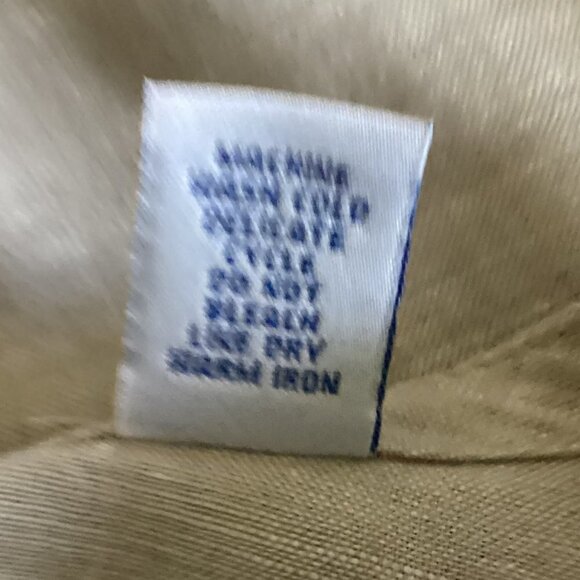 MACHINE
WASH COLD
DELICATE
CYCLE
DO NOT
BLEACH
LINE DRY
WARM IRON